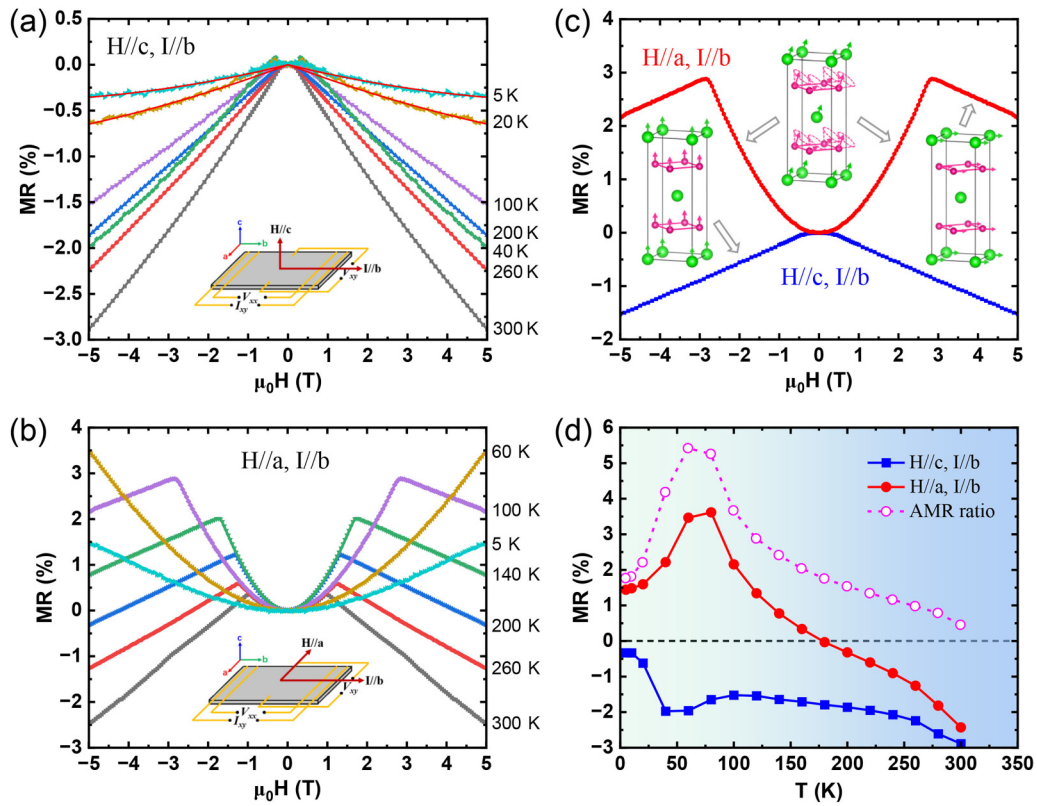 (a)
H//c, I//b
MR (%)
0.5
0.0
−0.5
−1.0
−1.5
−2.0
−2.5
−3.0
5 K
20 K
100 K
200 K
40 K
260 K
300 K
c
b
a
H//c
I//b
Vxy
Vxx
Ixy
−5 −4 −3 −2 −1 0 1 2 3 4 5
μ0H (T)
(c)
H//a, I//b
MR (%)
4
3
2
1
0
−1
−2
H//c, I//b
−5 −4 −3 −2 −1 0 1 2 3 4 5
μ0H (T)
(b)
H//a, I//b
MR (%)
4
3
2
1
0
−1
−2
−3
60 K
100 K
5 K
140 K
200 K
260 K
300 K
c
b
a
H//a
I//b
Vxy
Vxx
Ixy
−5 −4 −3 −2 −1 0 1 2 3 4 5
μ0H (T)
(d)
MR (%)
6
5
4
3
2
1
0
−1
−2
−3
H//c, I//b
H//a, I//b
AMR ratio
0 50 100 150 200 250 300 350
T (K)